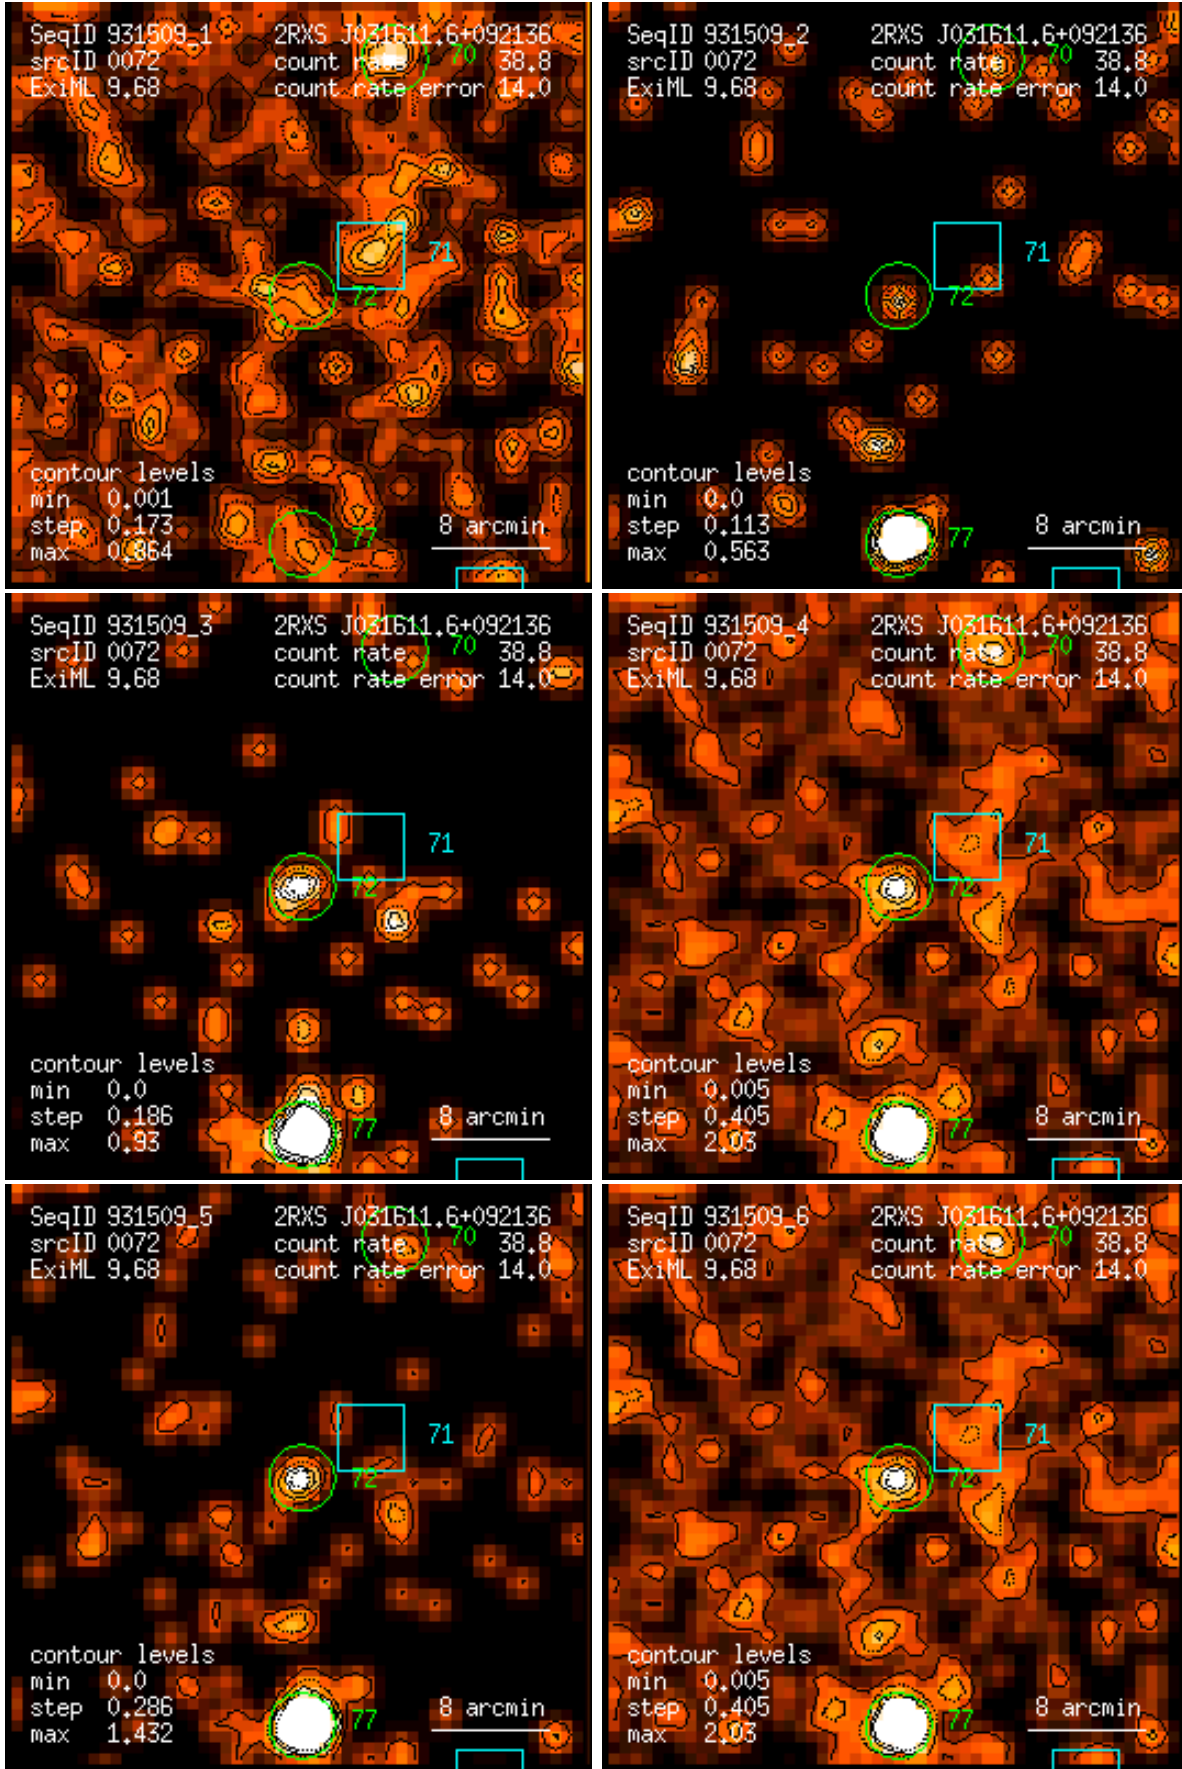 SeqID 931509_1 2RXS J031611.6+092136
srcID 0072 count rate 38.8
ExiML 9.68 count rate error 14.0
70
71
72
contour levels
min 0.001
step 0.173 8 arcmin
max 0.864
77
SeqID 931509_2 2RXS J031611.6+092136
srcID 0072 count rate 38.8
ExiML 9.68 count rate error 14.0
70
71
72
contour levels
min 0.0
step 0.113 8 arcmin
max 0.563
77
SeqID 931509_3 2RXS J031611.6+092136
srcID 0072 count rate 38.8
ExiML 9.68 count rate error 14.0
70
71
72
contour levels
min 0.0
step 0.186 8 arcmin
max 0.93
77
SeqID 931509_4 2RXS J031611.6+092136
srcID 0072 count rate 38.8
ExiML 9.68 count rate error 14.0
70
71
72
contour levels
min 0.005
step 0.405 8 arcmin
max 2.03
77
SeqID 931509_5 2RXS J031611.6+092136
srcID 0072 count rate 38.8
ExiML 9.68 count rate error 14.0
70
71
72
contour levels
min 0.0
step 0.286 8 arcmin
max 1.432
77
SeqID 931509_6 2RXS J031611.6+092136
srcID 0072 count rate 38.8
ExiML 9.68 count rate error 14.0
70
71
72
contour levels
min 0.005
step 0.405 8 arcmin
max 2.03
77